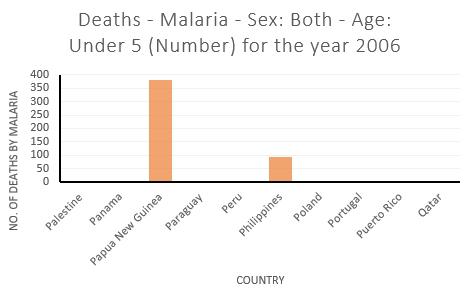 Deaths - Malaria - Sex: Both - Age:
Under 5 (Number) for the year 2006
NO. OF DEATHS BY MALARIA
400
350
300
250
200
150
100
50
0
Palestine
Panama
Papua New Guinea
Paraguay
Peru
Philippines
Poland
Portugal
Puerto Rico
Qatar
COUNTRY